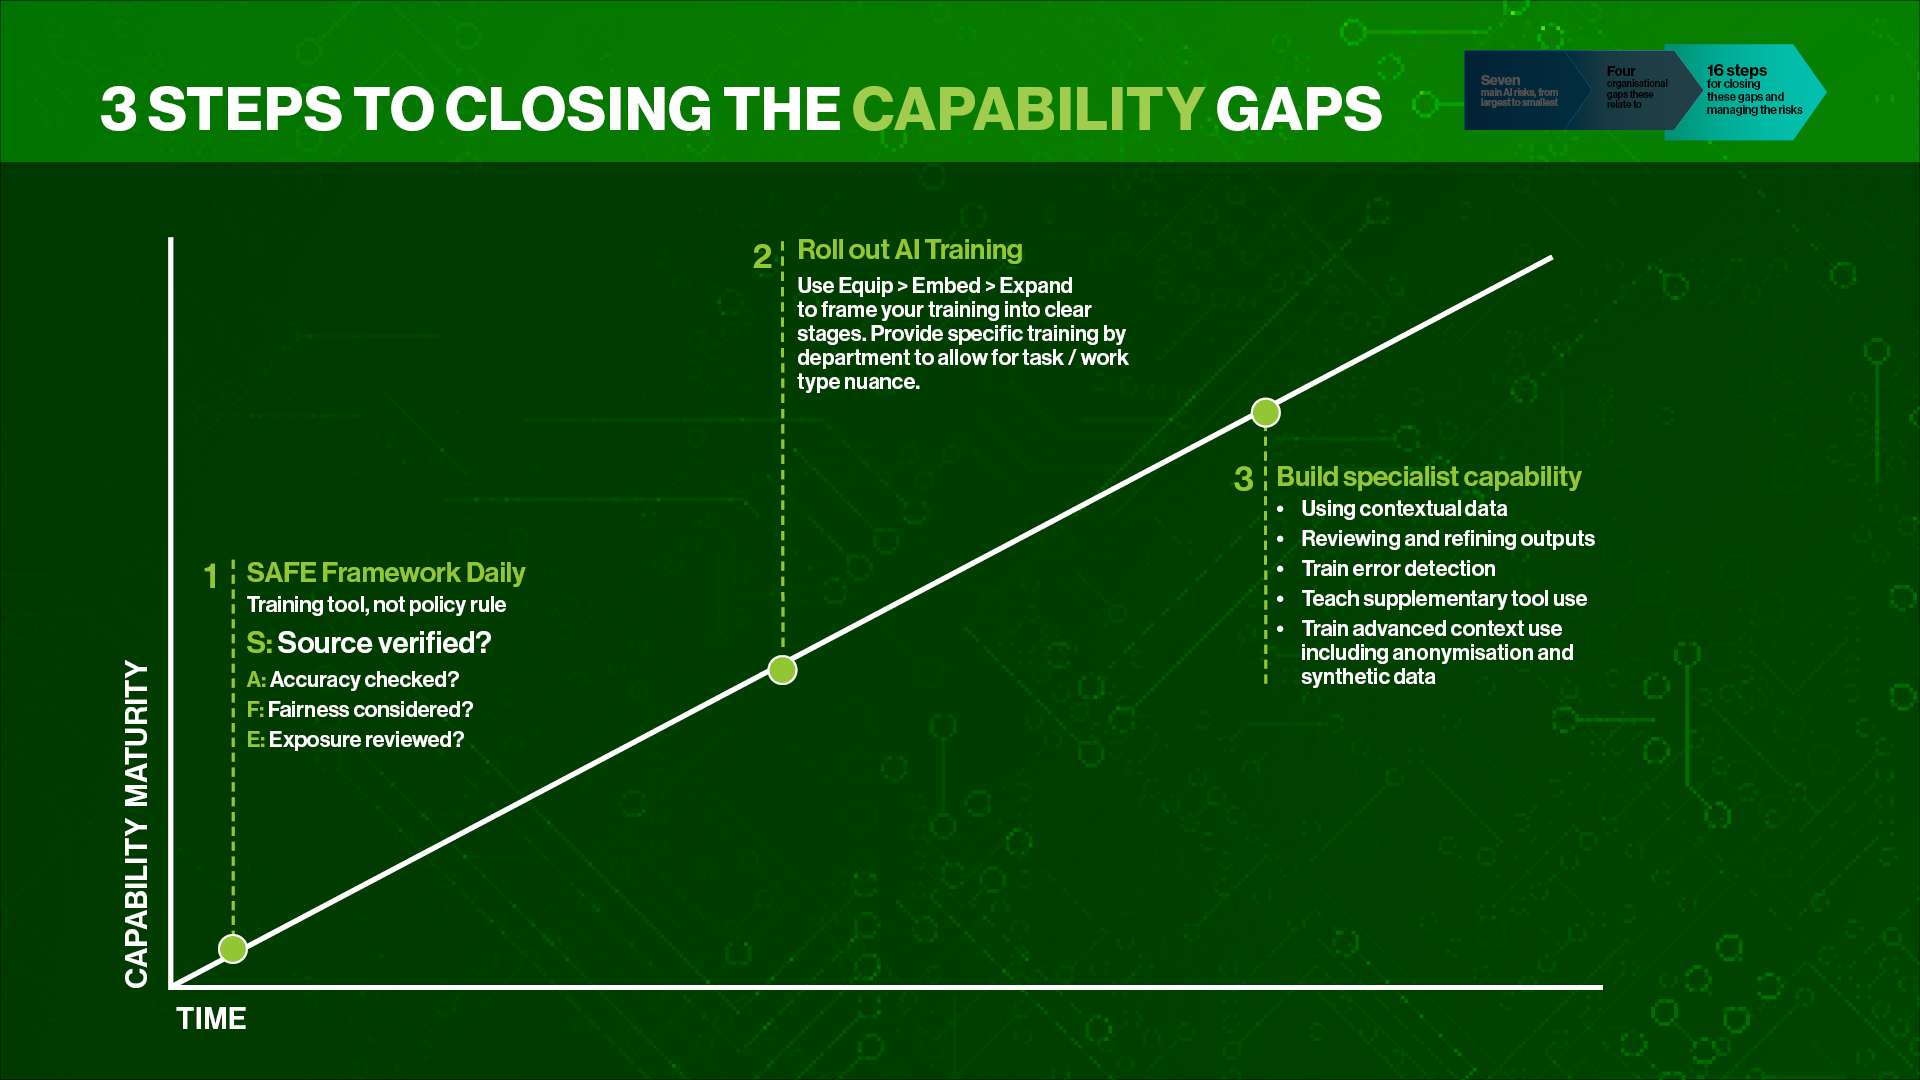 3 STEPS TO CLOSING THE CAPABILITY GAPS
Seven
main AI risks, from
largest to smallest
Four
organisational
gaps these
relate to
16 steps
for closing
these gaps and
managing the risks
1
SAFE Framework Daily
Training tool, not policy rule
S: Source verified?
A: Accuracy checked?
F: Fairness considered?
E: Exposure reviewed?
2
Roll out AI Training
Use Equip > Embed > Expand
to frame your training into clear
stages. Provide specific training by
department to allow for task / work
type nuance.
3
Build specialist capability
• Using contextual data
• Reviewing and refining outputs
• Train error detection
• Teach supplementary tool use
• Train advanced context use
including anonymisation and
synthetic data
CAPABILITY MATURITY
TIME